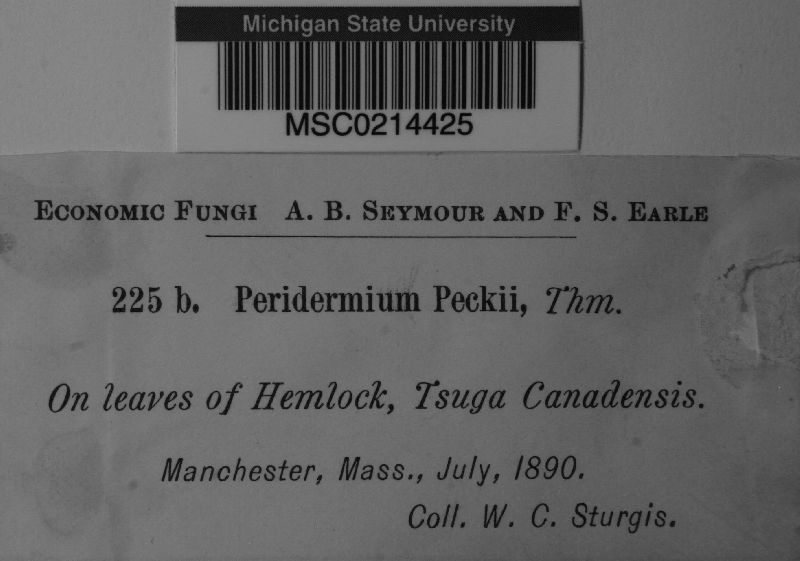 Michigan State University
MSC0214425
Economic Fungi A. B. Seymour and F. S. Earle
225 b. Peridermium Peckii, Thm.
On leaves of Hemlock, Tsuga Canadensis.
Manchester, Mass., July, 1890.
Coll. W. C. Sturgis.